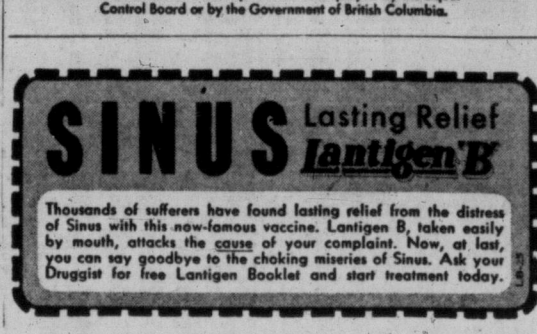 Control Board or by the Government of British Columbia.
SINUS
Lasting Relief
Lantigen 'B'
Thousands of sufferers have found lasting relief from the distress
of Sinus with this now-famous vaccine. Lantigen B, taken easily
by mouth, attacks the cause of your complaint. Now, at last,
you can say goodbye to the choking miseries of Sinus. Ask your
Druggist for free Lantigen Booklet and start treatment today.